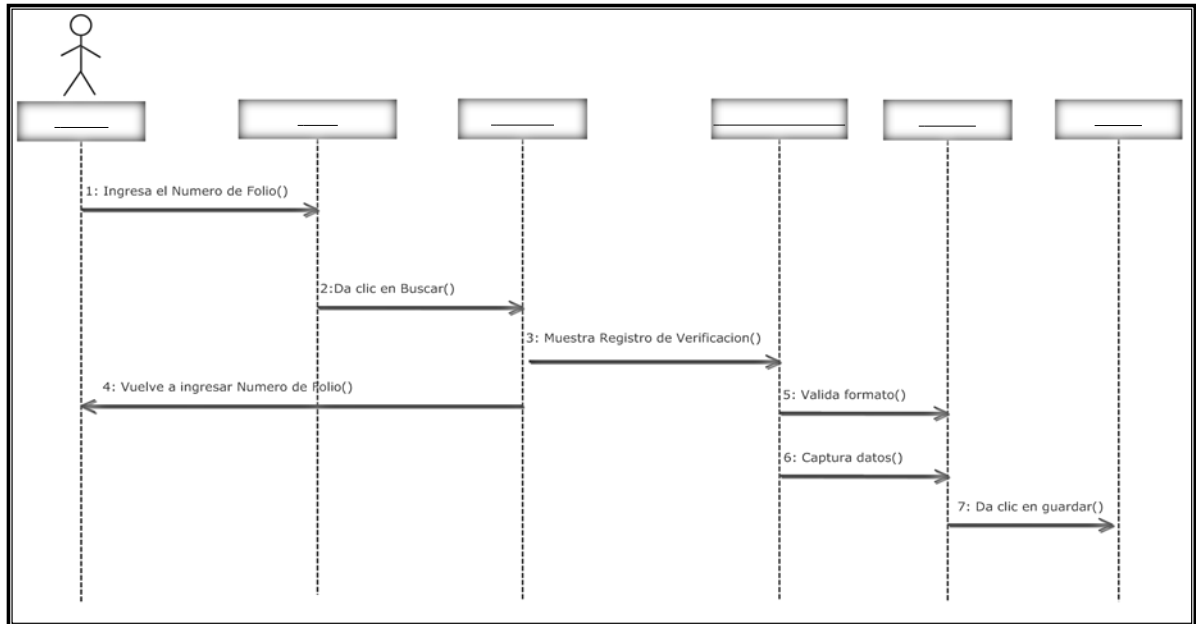 1: Ingresa el Numero de Folio()
2:Da clic en Buscar()
3: Muestra Registro de Verificacion()
4: Vuelve a ingresar Numero de Folio()
5: Valida formato()
6: Captura datos()
7: Da clic en guardar()